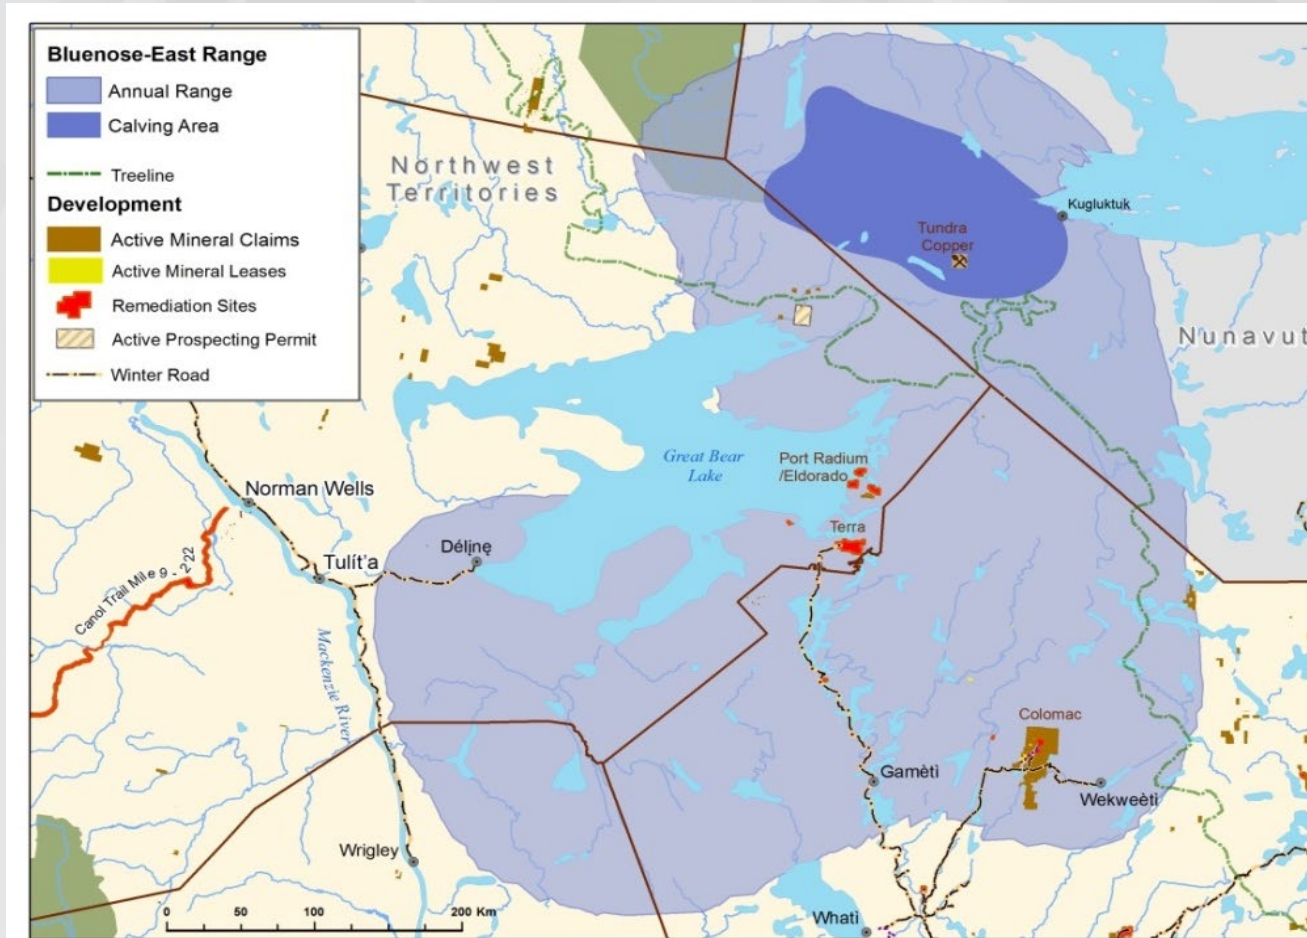 Bluenose-East Range
Annual Range
Calving Area
Treeline
Development
Active Mineral Claims
Active Mineral Leases
Remediation Sites
Active Prospecting Permit
Winter Road
Northwest
Territories
Kugluktuk
Tundra
Copper
Nunavut
Great Bear
Lake
Port Radium
/Eldorado
Norman Wells
Terra
Délı̨nę
Tulít'a
Canol Trail Mile 9 - 222
Mackenzie River
Colomac
Gamètì
Wekweètì
Wrigley
0 50 100 200 Km
Whatì